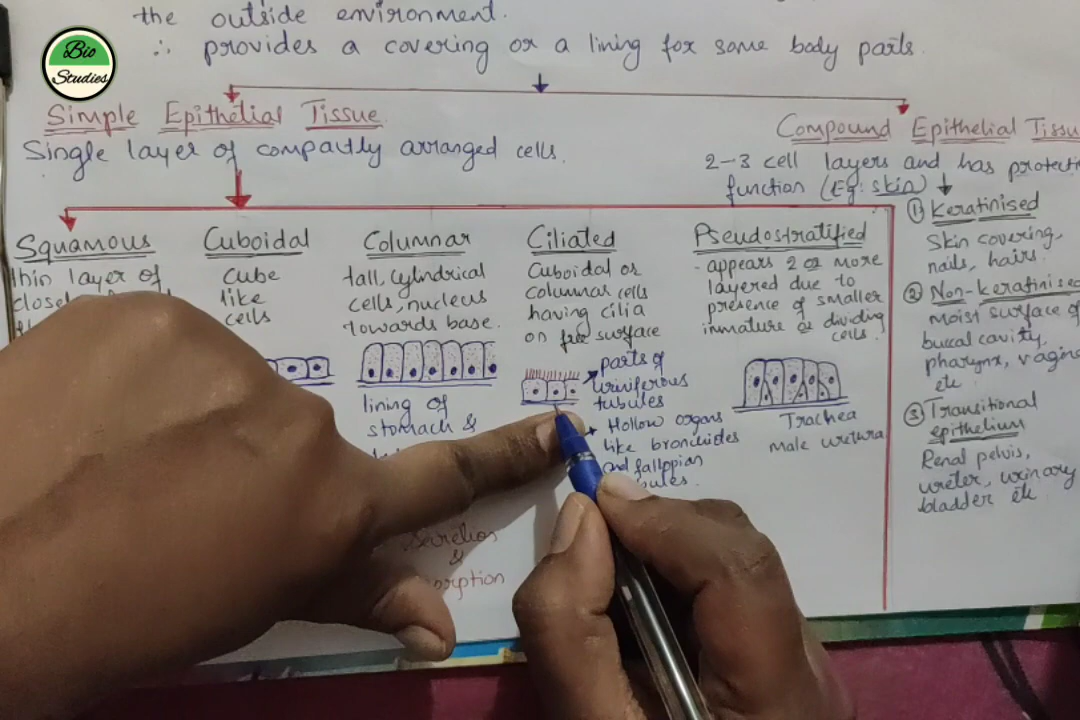 the outside environment.
∴ provides a covering or a lining for some body parts.
Bio
Studies
Simple Epithelial Tissue
Single layer of compactly arranged cells.
Compound Epithelial Tissu
2-3 cell layers and has protecti
function (Eg: skin)
Squamous
thin layer of
Cuboidal
Cube
like
cells
Columnar
tall, cylindrical
cells, nucleus
towards base.
lining of
stomach &
&
Ciliated
Cuboidal or
columnar cells
having cilia
on free surface
parts of
uriniferous
tubules
Hollow organs
like bronchioles
and fallopian
Pseudostratified
- appears 2 or more
layered due to
presence of smaller
immature or dividing
cells.
Trachea
male urethra
① Keratinised
Skin covering,
nails, hairs.
② Non-keratinised
moist surface of
buccal cavity,
pharynx, vagina
etc
③ Transitional
epithelium
Renal pelvis,
ureter, urinary
bladder etc